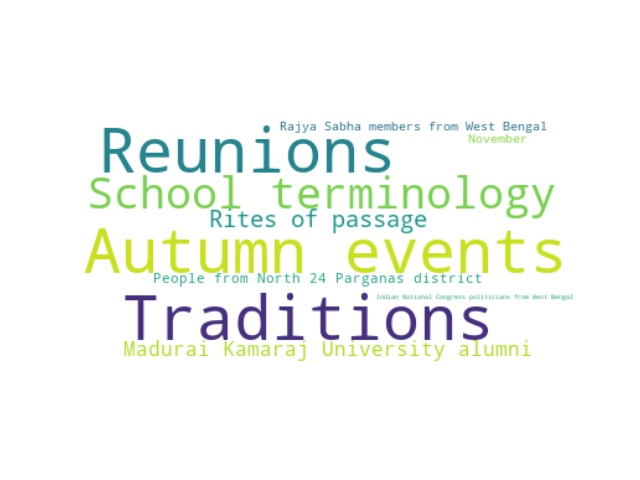 Rajya Sabha members from West Bengal
Reunions
November
School terminology
Rites of passage
Autumn events
People from North 24 Parganas district
Indian National Congress politicians from West Bengal
Traditions
Madurai Kamaraj University alumni